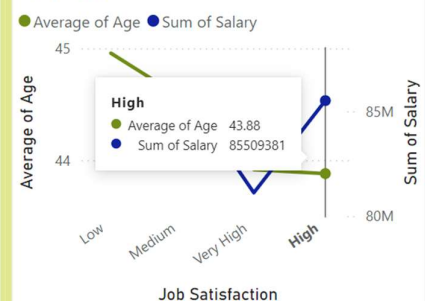 Average of Age Sum of Salary
45
High
Average of Age 43.88
Sum of Salary 85509381
44
85M
80M
Average of Age
Sum of Salary
Low
Medium
Very High
High
Job Satisfaction